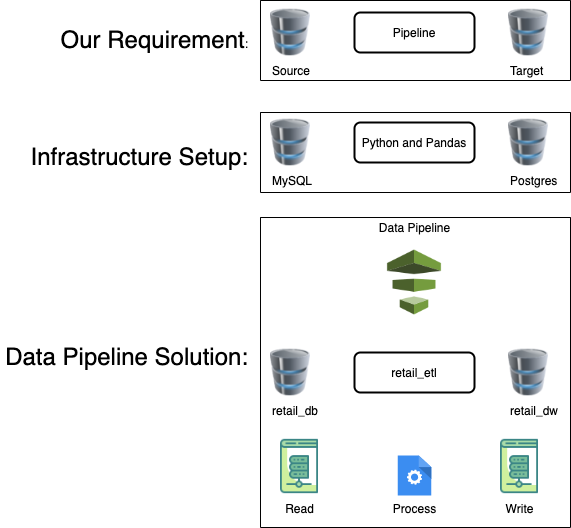 Our Requirement:
Pipeline
Source
Target
Infrastructure Setup:
Python and Pandas
MySQL
Postgres
Data Pipeline
Data Pipeline Solution:
retail_etl
retail_db
retail_dw
Read
Process
Write